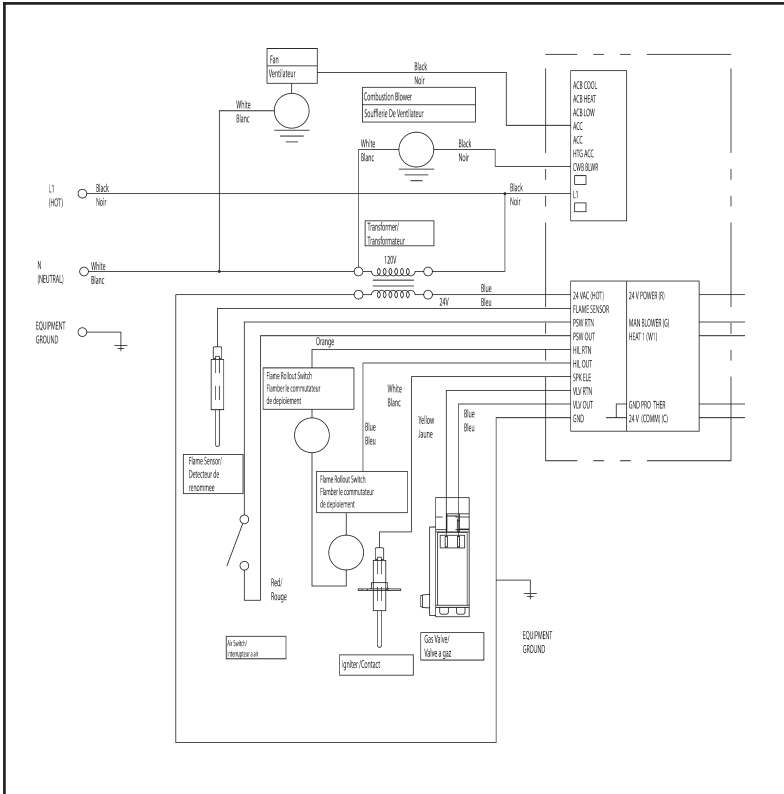 Fan
Ventilateur
Black
Noir
White
Blanc
Combustion Blower
Soufflerie De Ventilateur
White
Blanc
Black
Noir
ACB COOL
ACB HEAT
ACB LOW
ACC
ACC
HTG ACC
CWB BLWR
L1
L1
(HOT)
Black
Noir
Black
Noir
Transformer/
Transformateur
120V
N
(NEUTRAL)
White
Blanc
24V
Blue
Bleu
EQUIPMENT
GROUND
24 VAC (HOT)
FLAME SENSOR
PSW RTN
PSW OUT
HIL RTN
HIL OUT
SPK ELE
VLV RTN
VLV OUT
GND
24 V POWER (R)
MAN BLOWER (G)
HEAT 1 (W1)
GND PRO THER
24 V (COMM) (C)
Orange
Flame Rollout Switch
Flamber le commutateur
de deploiement
White
Blanc
Blue
Bleu
Yellow
Jaune
Blue
Bleu
Flame Sensor/
Detecteur de
renommee
Flame Rollout Switch
Flamber le commutateur
de deploiement
Red/
Rouge
Air Switch/
Interrupteur a air
Igniter /Contact
Gas Valve/
Valve a gaz
EQUIPMENT
GROUND